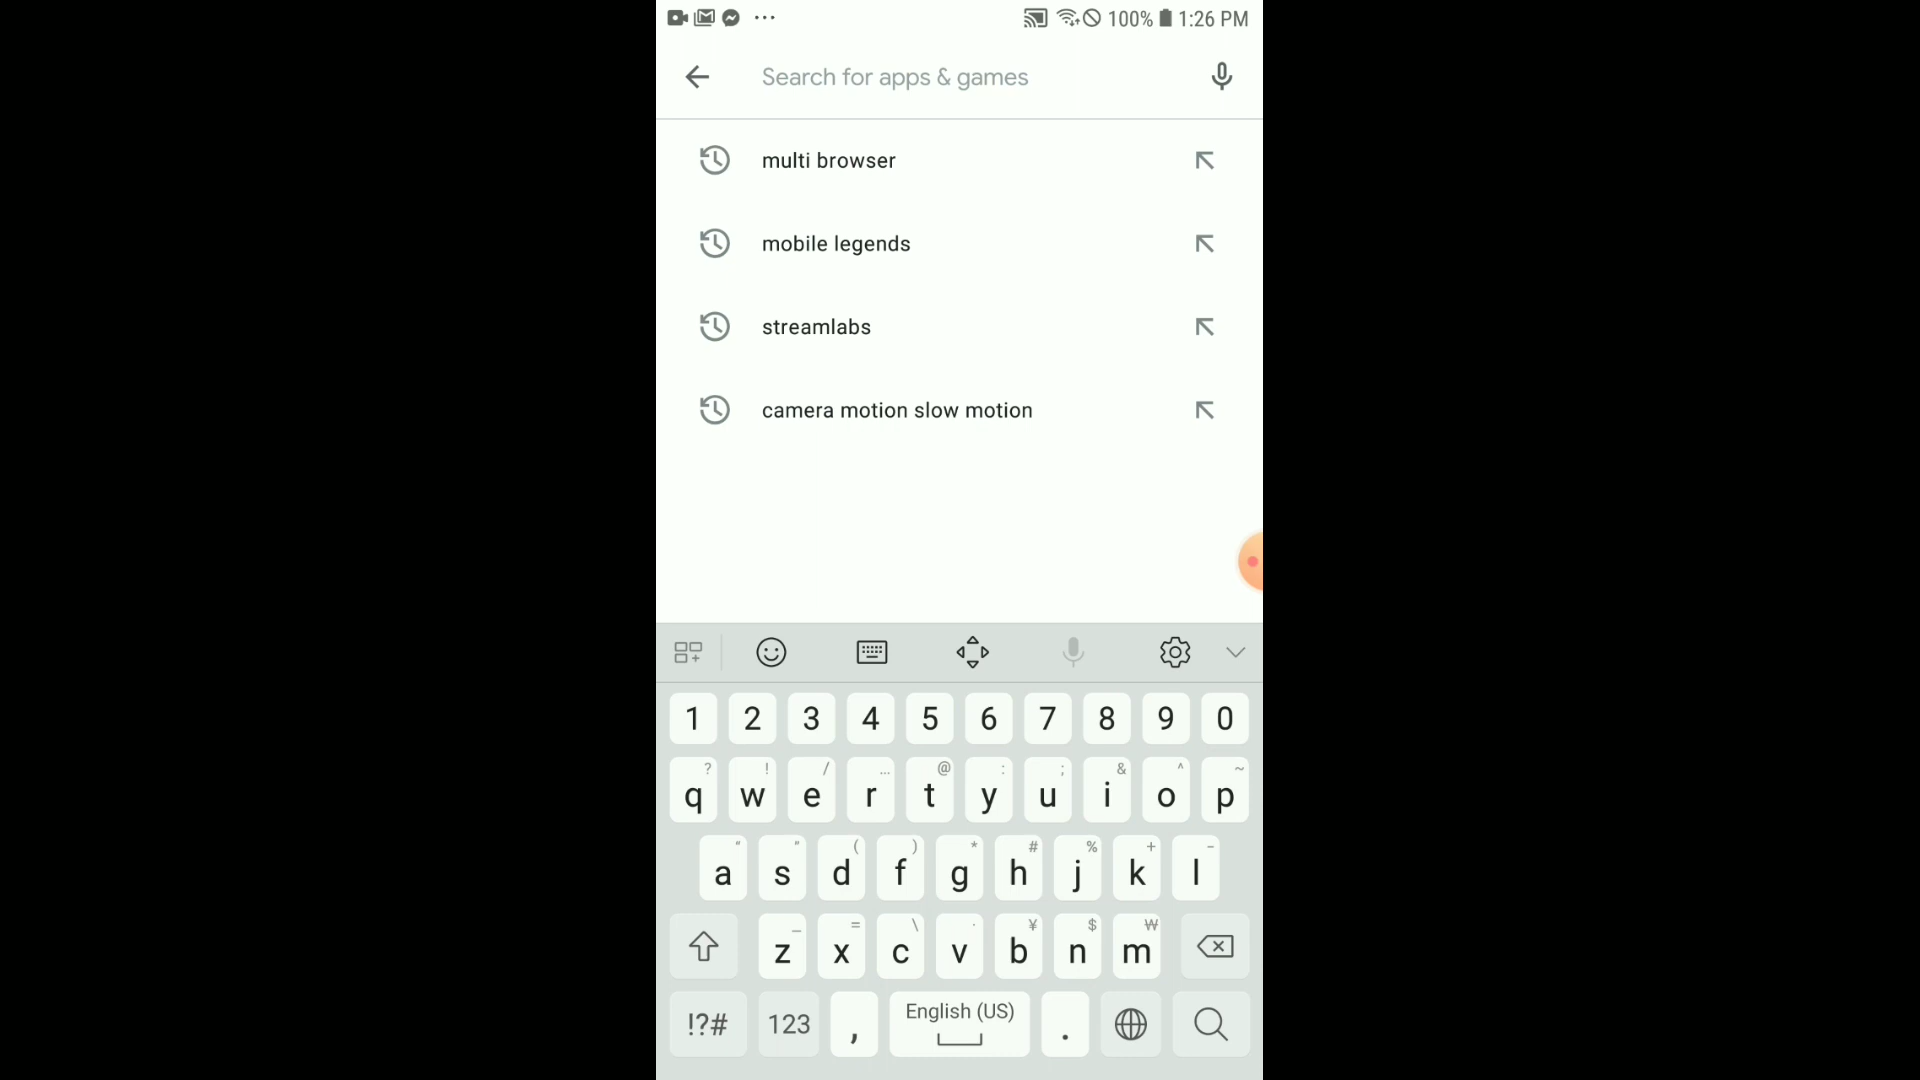 100% 1:26 PM
Search for apps & games
multi browser
mobile legends
streamlabs
camera motion slow motion
1 2 3 4 5 6 7 8 9 0
? ! / ... @ : ; & ^ ~
q w e r t y u i o p
" " ( ) * # % + -
a s d f g h j k l
_ = \ · ¥ $ ₩
z x c v b n m
!?# 123 , English (US) .